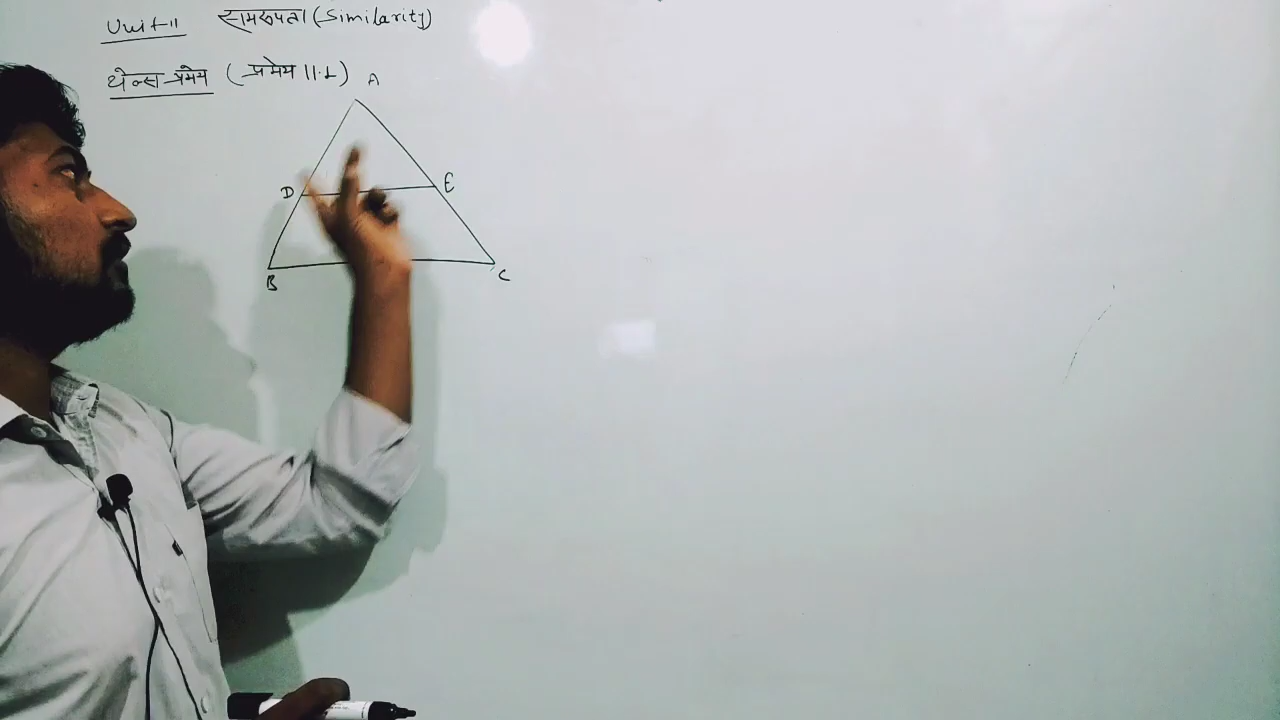 Unit-11 समरूपता (Similarity)
थेल्स प्रमेय (प्रमेय 11.1) A
D E
B C